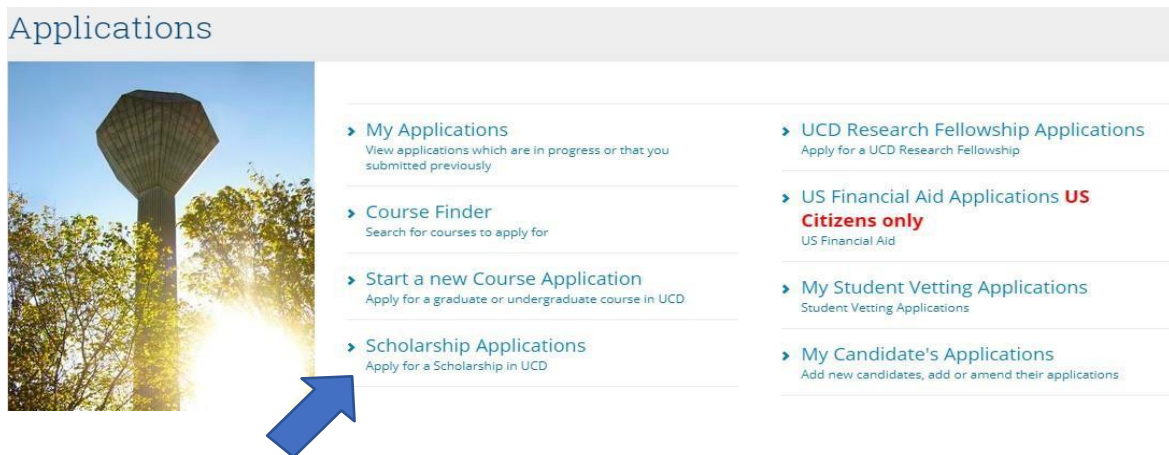 Applications
My Applications
View applications which are in progress or that you
submitted previously
Course Finder
Search for courses to apply for
Start a new Course Application
Apply for a graduate or undergraduate course in UCD
Scholarship Applications
Apply for a Scholarship in UCD
UCD Research Fellowship Applications
Apply for a UCD Research Fellowship
US Financial Aid Applications US
Citizens only
US Financial Aid
My Student Vetting Applications
Student Vetting Applications
My Candidate's Applications
Add new candidates, add or amend their applications